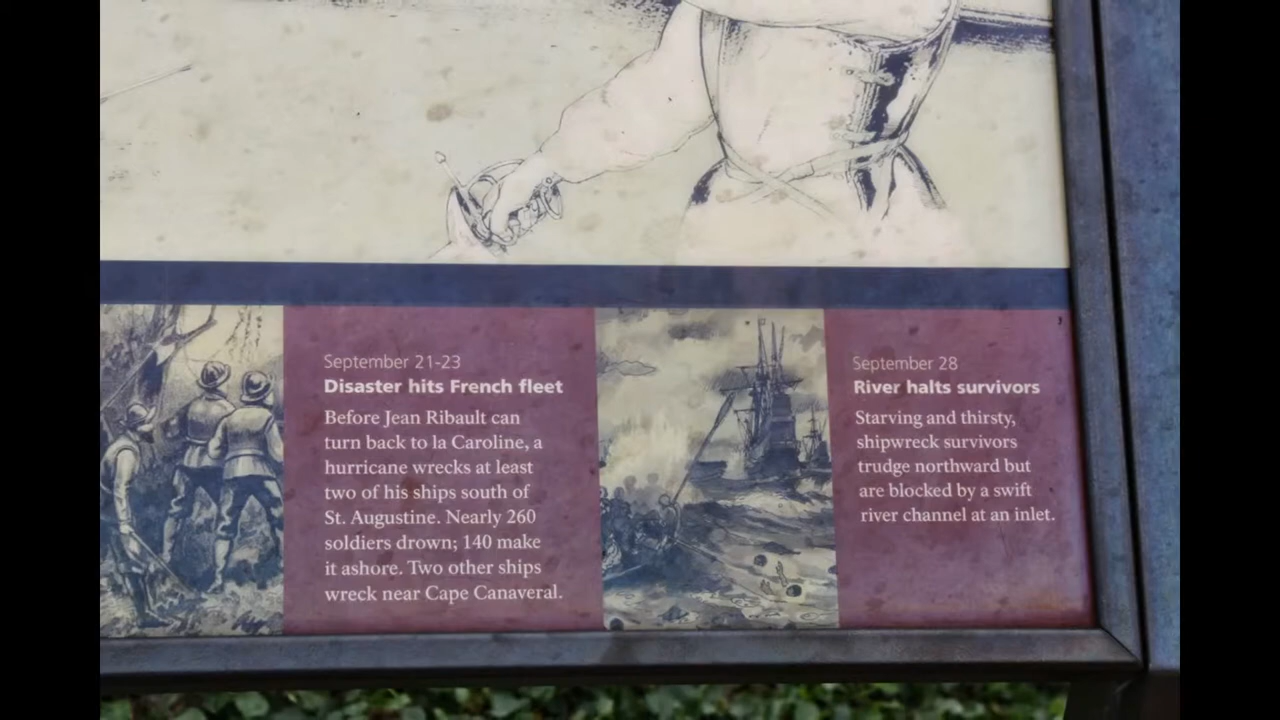 September 21-23
Disaster hits French fleet
Before Jean Ribault can
turn back to la Caroline, a
hurricane wrecks at least
two of his ships south of
St. Augustine. Nearly 260
soldiers drown; 140 make
it ashore. Two other ships
wreck near Cape Canaveral.
September 28
River halts survivors
Starving and thirsty,
shipwreck survivors
trudge northward but
are blocked by a swift
river channel at an inlet.